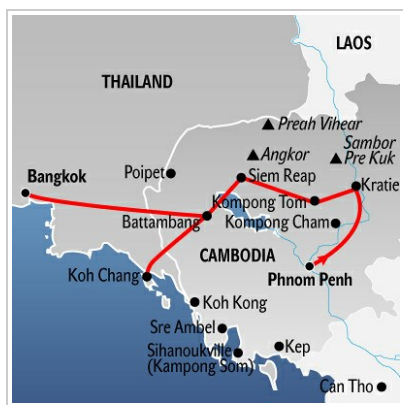 LAOS
THAILAND
Preah Vihear
Sambor
Angkor
Pre Kuk
Poipet
Siem Reap
Bangkok
Kratie
Kompong Tom
Battambang
Kompong Cham
CAMBODIA
Koh Chang
Phnom Penh
Koh Kong
Sre Ambel
Sihanoukville
Kep
(Kampong Som)
Can Tho